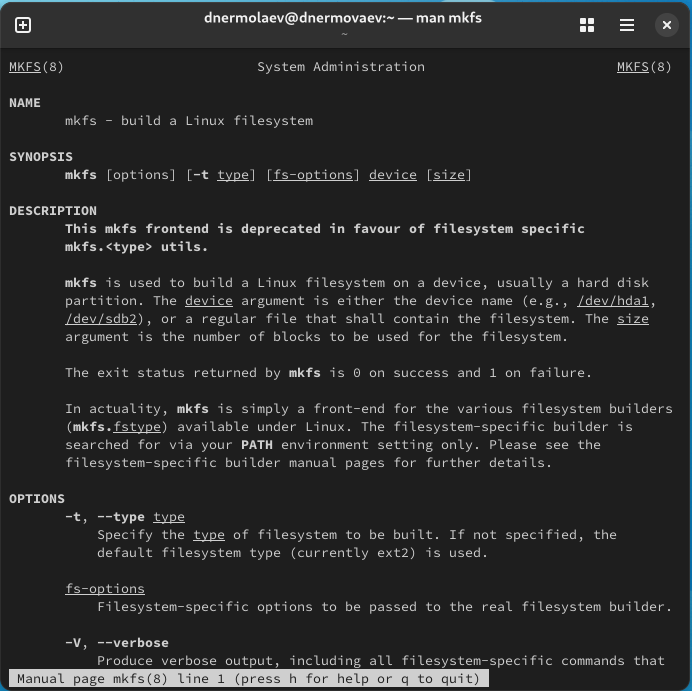 dnermolaev@dnermovaev:~ — man mkfs
~
MKFS(8) System Administration MKFS(8)
NAME
mkfs - build a Linux filesystem
SYNOPSIS
mkfs [options] [-t type] [fs-options] device [size]
DESCRIPTION
This mkfs frontend is deprecated in favour of filesystem specific
mkfs.<type> utils.
mkfs is used to build a Linux filesystem on a device, usually a hard disk
partition. The device argument is either the device name (e.g., /dev/hda1,
/dev/sdb2), or a regular file that shall contain the filesystem. The size
argument is the number of blocks to be used for the filesystem.
The exit status returned by mkfs is 0 on success and 1 on failure.
In actuality, mkfs is simply a front-end for the various filesystem builders
(mkfs.fstype) available under Linux. The filesystem-specific builder is
searched for via your PATH environment setting only. Please see the
filesystem-specific builder manual pages for further details.
OPTIONS
-t, --type type
Specify the type of filesystem to be built. If not specified, the
default filesystem type (currently ext2) is used.
fs-options
Filesystem-specific options to be passed to the real filesystem builder.
-V, --verbose
Produce verbose output, including all filesystem-specific commands that
Manual page mkfs(8) line 1 (press h for help or q to quit)